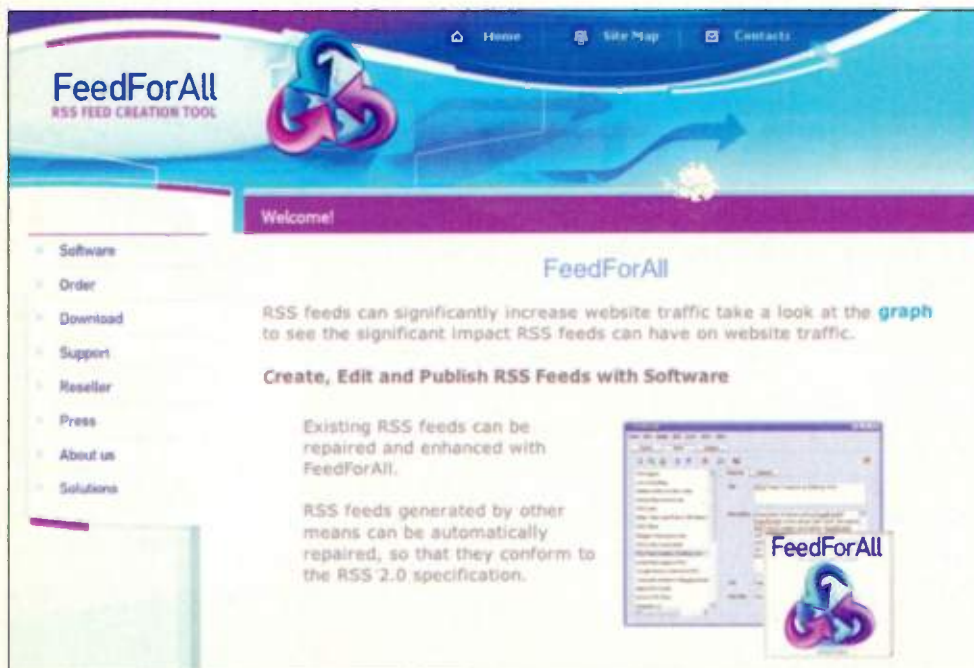 Home Site Map Contacts
FeedForAll
RSS FEED CREATION TOOL
Welcome!
Software
Order
Download
Support
Reseller
Press
About us
Solutions
FeedForAll
RSS feeds can significantly increase website traffic take a look at the graph
to see the significant impact RSS feeds can have on website traffic.
Create, Edit and Publish RSS Feeds with Software
Existing RSS feeds can be
repaired and enhanced with
FeedForAll.
RSS feeds generated by other
means can be automatically
repaired, so that they conform to
the RSS 2.0 specification.
FeedForAll